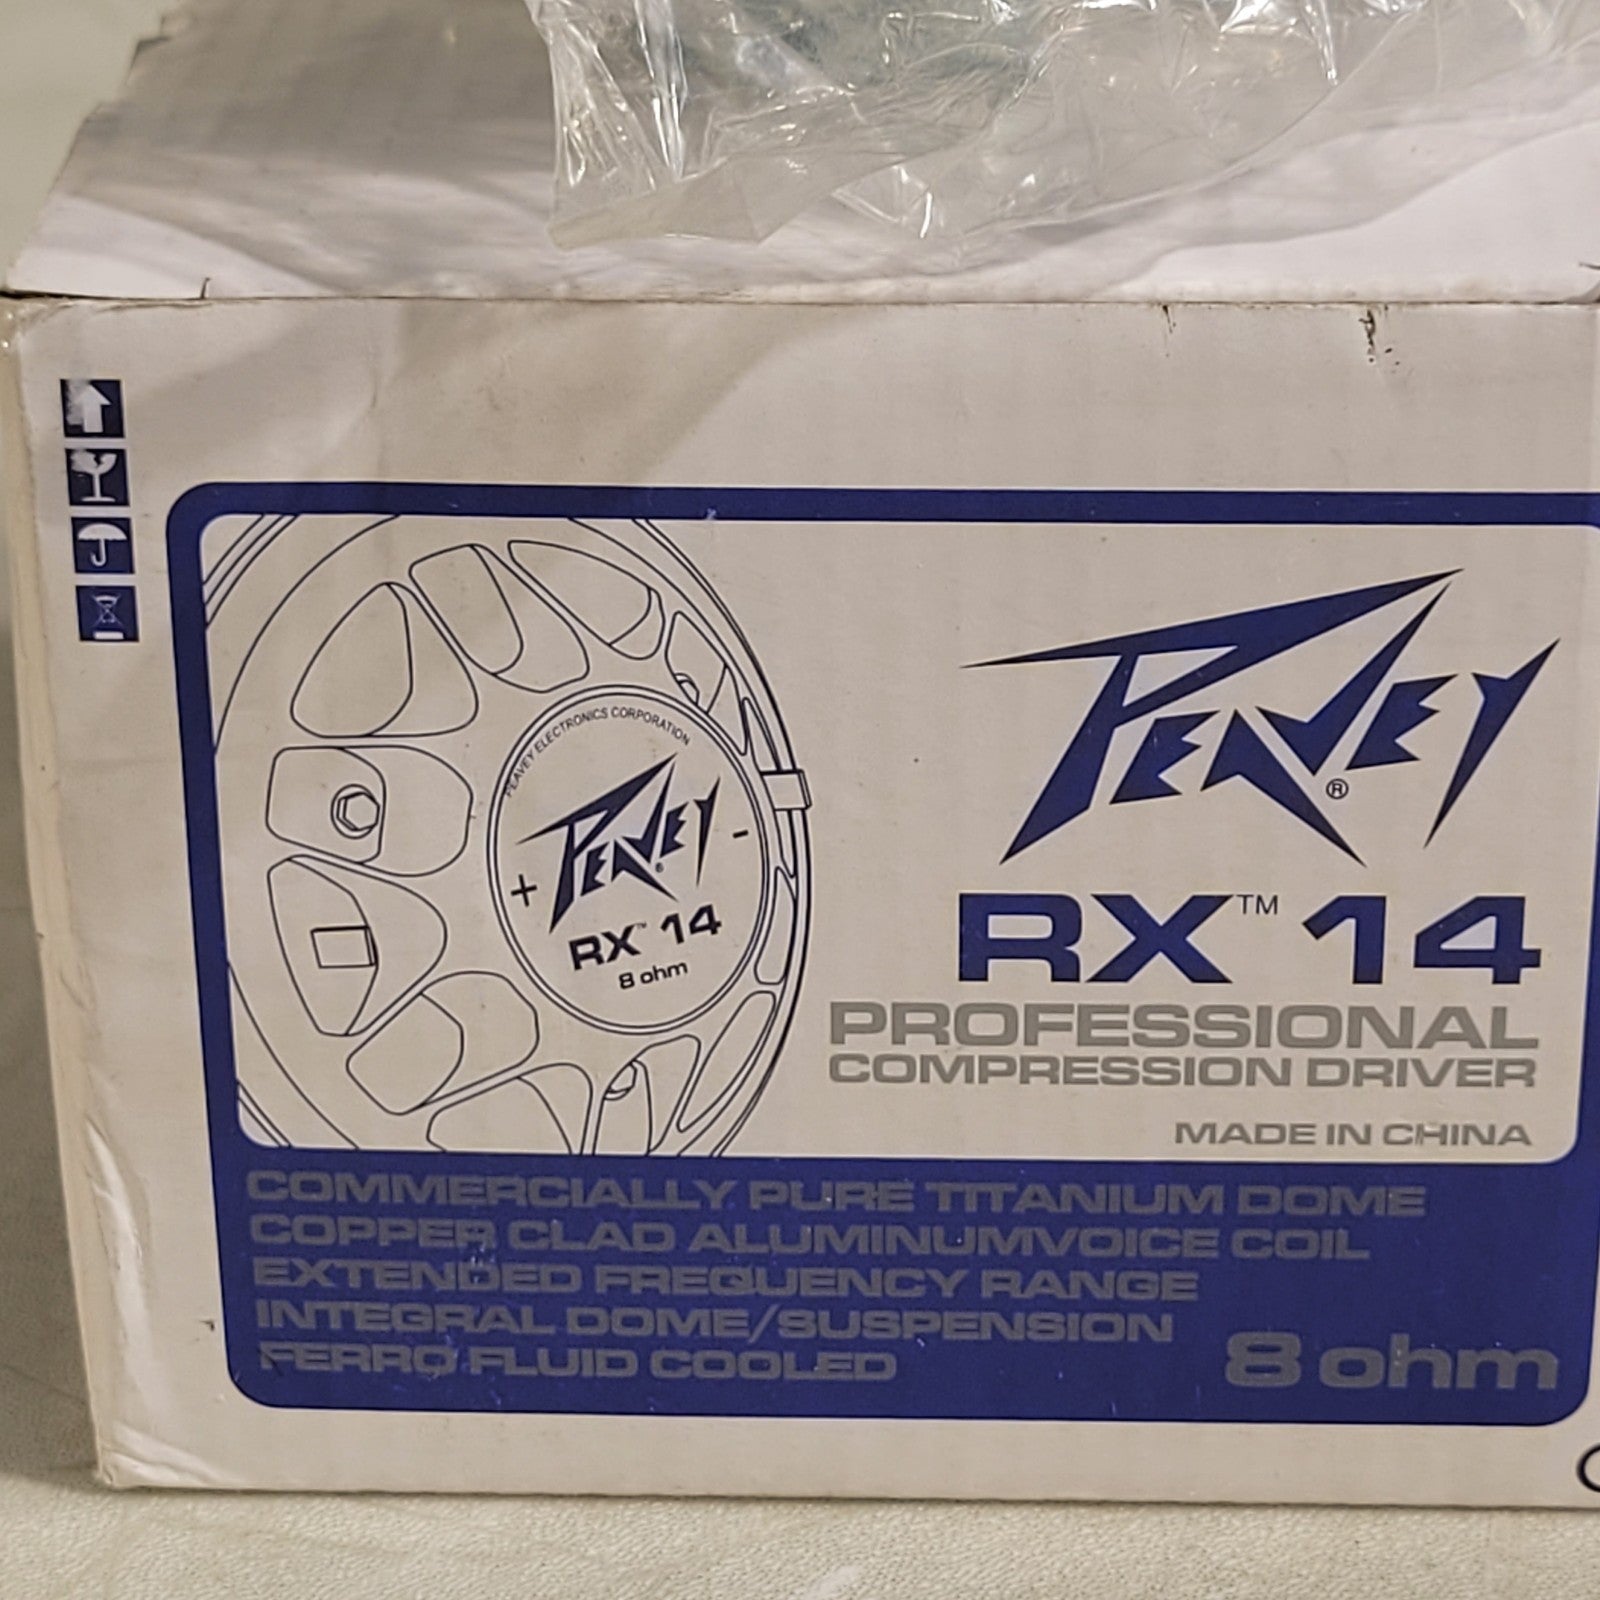 PEAVEY ELECTRONICS CORPORATION
PEAVEY®
+ -
RX™ 14
8 ohm
PEAVEY®
RX™ 14
PROFESSIONAL
COMPRESSION DRIVER
MADE IN CHINA
COMMERCIALLY PURE TITANIUM DOME
COPPER CLAD ALUMINUMVOICE COIL
EXTENDED FREQUENCY RANGE
INTEGRAL DOME/SUSPENSION
FERRO FLUID COOLED
8 ohm